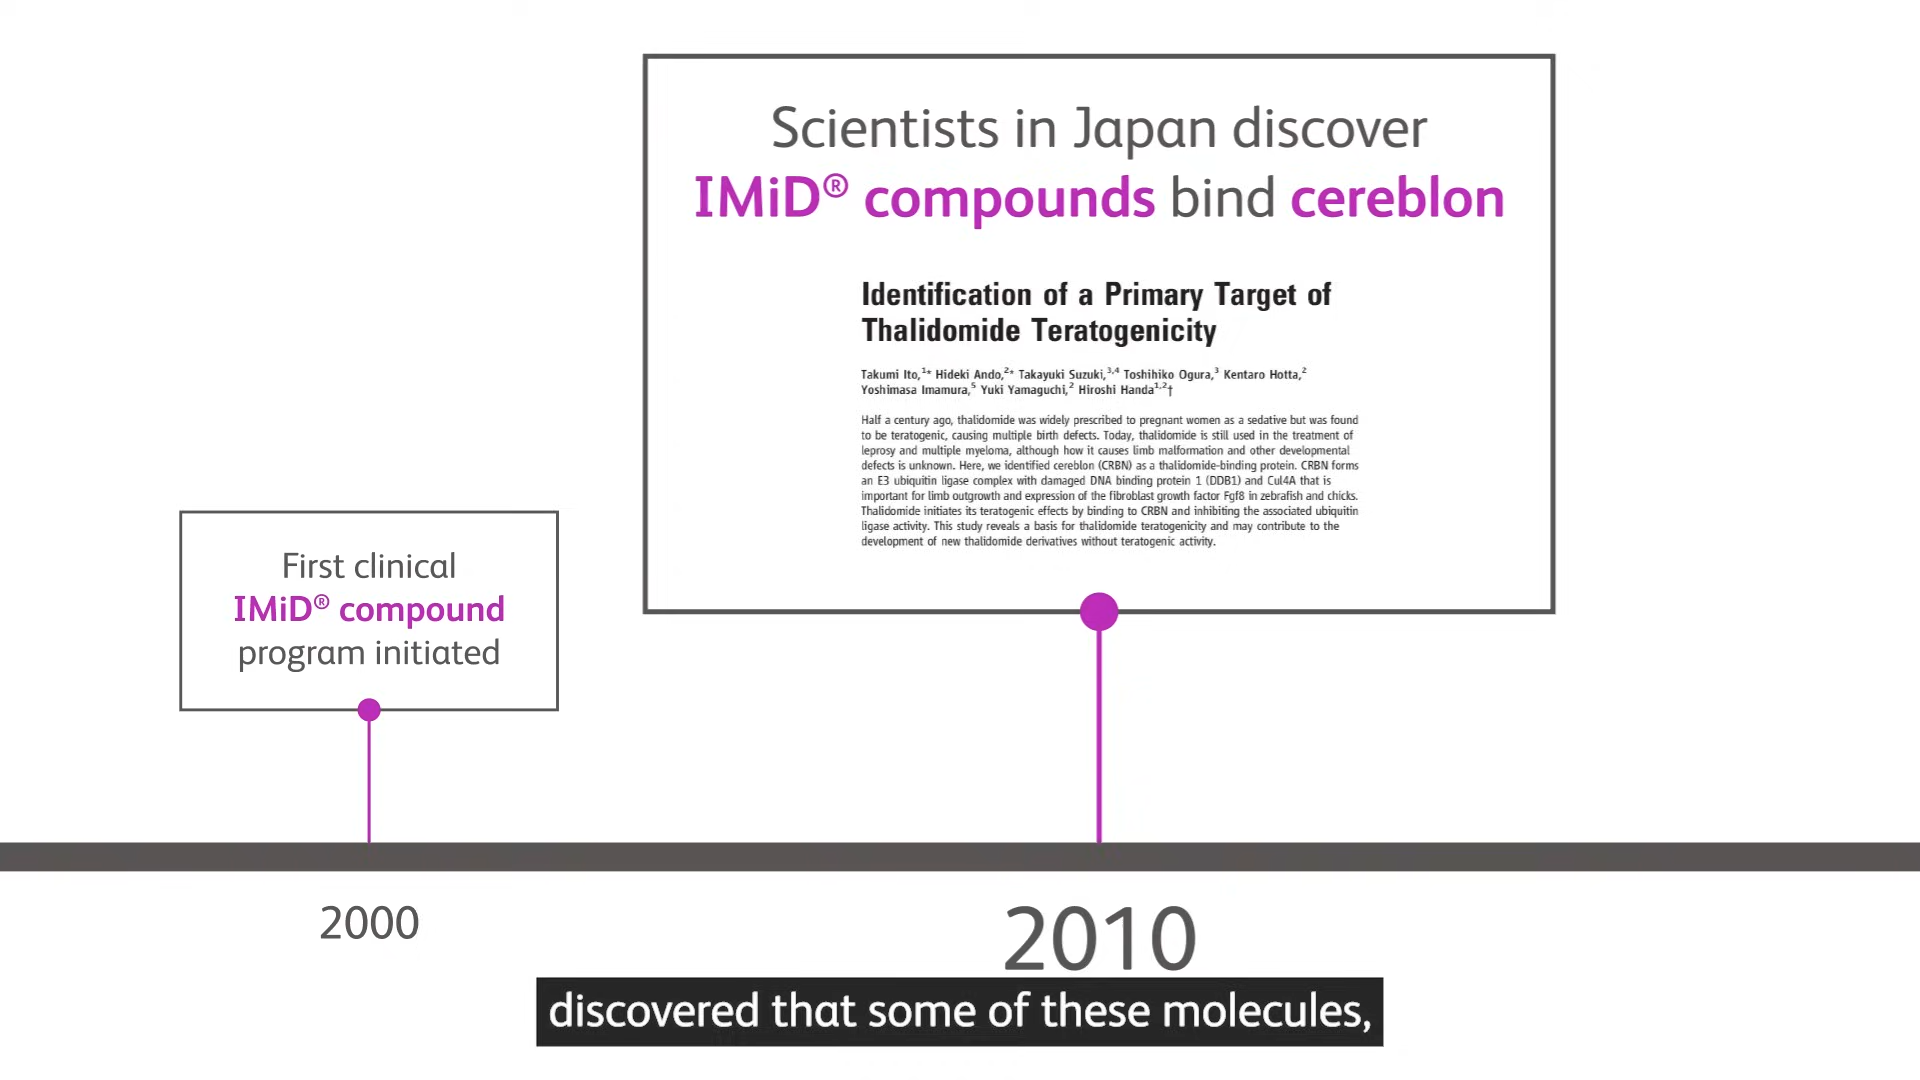 Scientists in Japan discover
IMiD® compounds bind cereblon
Identification of a Primary Target of
Thalidomide Teratogenicity
Takumi Ito,¹* Hideki Ando,²* Takayuki Suzuki,³,⁴ Toshihiko Ogura,³ Kentaro Hotta,²
Yoshimasa Imamura,⁵ Yuki Yamaguchi,² Hiroshi Handa¹,²†
Half a century ago, thalidomide was widely prescribed to pregnant women as a sedative but was found
to be teratogenic, causing multiple birth defects. Today, thalidomide is still used in the treatment of
leprosy and multiple myeloma, although how it causes limb malformation and other developmental
defects is unknown. Here, we identified cereblon (CRBN) as a thalidomide-binding protein. CRBN forms
an E3 ubiquitin ligase complex with damaged DNA binding protein 1 (DDB1) and Cul4A that is
important for limb outgrowth and expression of the fibroblast growth factor Fgf8 in zebrafish and chicks.
Thalidomide initiates its teratogenic effects by binding to CRBN and inhibiting the associated ubiquitin
ligase activity. This study reveals a basis for thalidomide teratogenicity and may contribute to the
development of new thalidomide derivatives without teratogenic activity.
First clinical
IMiD® compound
program initiated
2000
2010
discovered that some of these molecules,